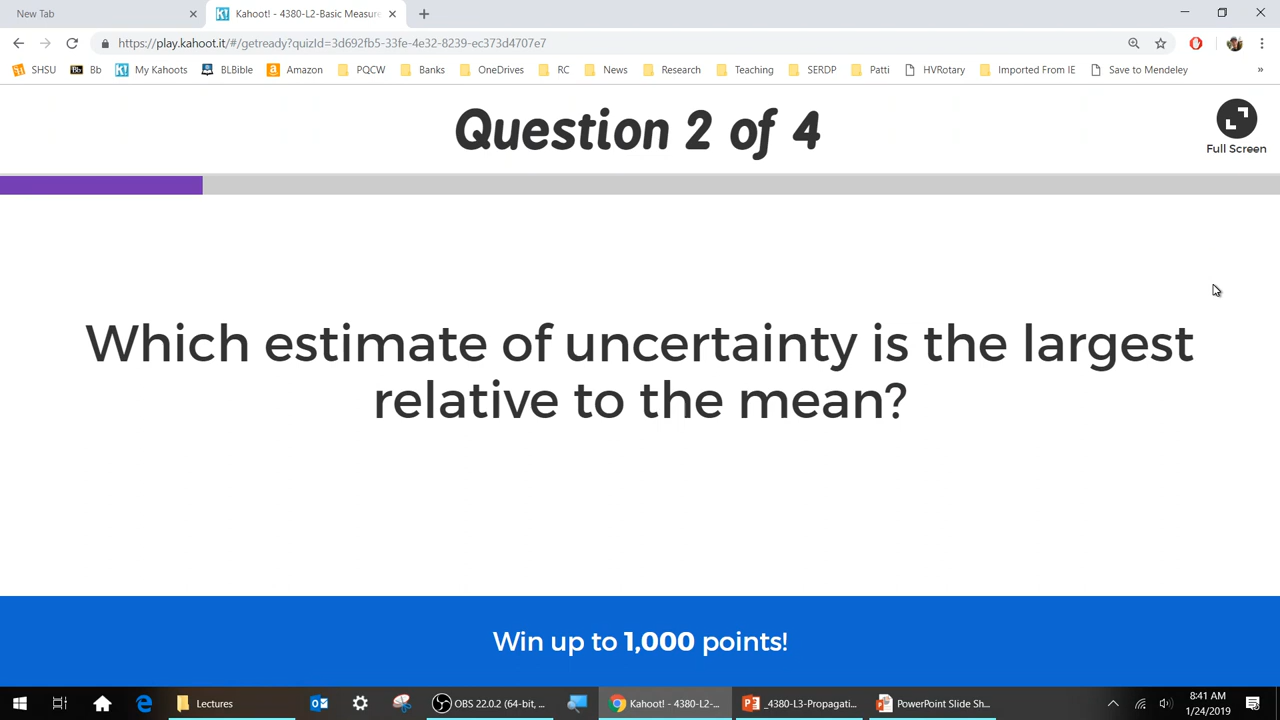 New Tab
Kahoot! - 4380-L2-Basic Measure
https://play.kahoot.it/#/getready?quizId=3d692fb5-33fe-4e32-8239-ec373d4707e7
SHSU Bb Bb My Kahoots BLBible Amazon PQCW Banks OneDrives RC News Research Teaching SERDP Patti HVRotary Imported From IE Save to Mendeley »
Question 2 of 4
Full Screen
Which estimate of uncertainty is the largest
relative to the mean?
Win up to 1,000 points!
Lectures
OBS 22.0.2 (64-bit, ...
Kahoot! - 4380-L2-...
_4380-L3-Propagati...
PowerPoint Slide Sh...
8:41 AM
1/24/2019